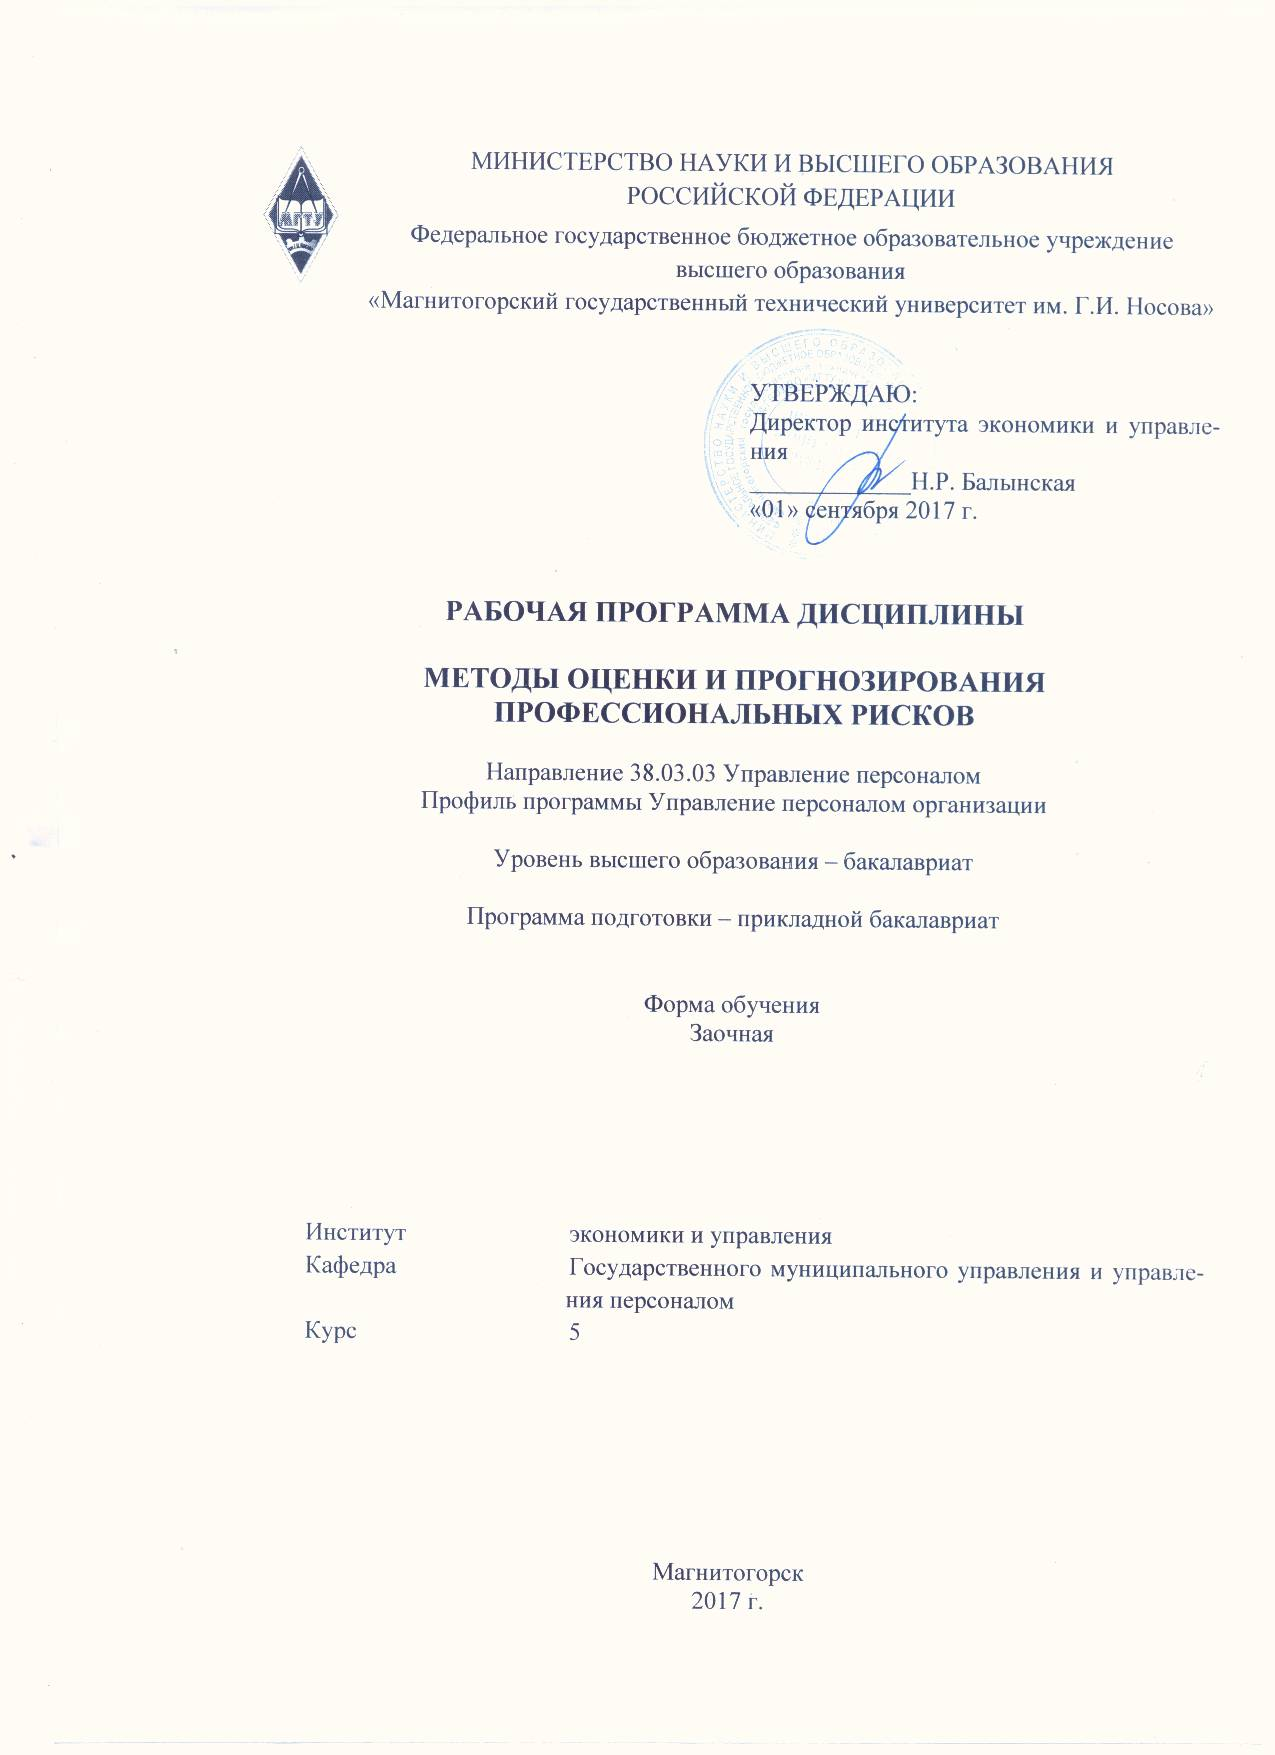 МИНИСТЕРСТВО НАУКИ И ВЫСШЕГО ОБРАЗОВАНИЯ
РОССИЙСКОЙ ФЕДЕРАЦИИ
Федеральное государственное бюджетное образовательное учреждение
высшего образования
«Магнитогорский государственный технический университет им. Г.И. Носова»
МГТУ
УТВЕРЖДАЮ:
Директор института экономики и управле-
ния
_____________Н.Р. Балынская
«01» сентября 2017 г.
РАБОЧАЯ ПРОГРАММА ДИСЦИПЛИНЫ
МЕТОДЫ ОЦЕНКИ И ПРОГНОЗИРОВАНИЯ
ПРОФЕССИОНАЛЬНЫХ РИСКОВ
Направление 38.03.03 Управление персоналом
Профиль программы Управление персоналом организации
Уровень высшего образования – бакалавриат
Программа подготовки – прикладной бакалавриат
Форма обучения
Заочная
Институт экономики и управления
Кафедра Государственного муниципального управления и управле-
ния персоналом
Курс 5
Магнитогорск
2017 г.